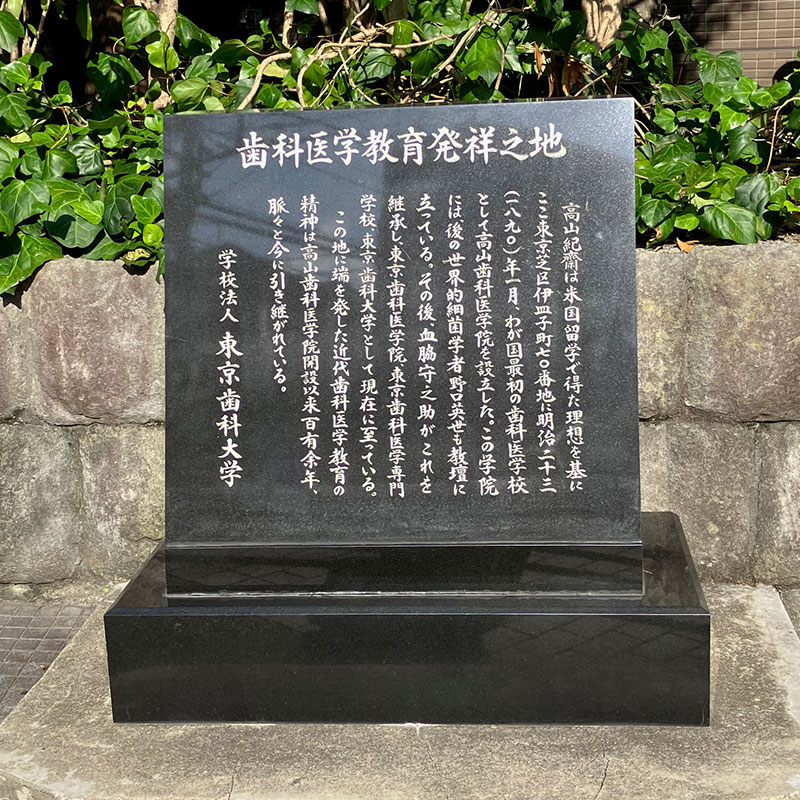 歯科医学教育発祥之地
高山紀齋は米国留学で得た理想を基に
ここ東京芝区伊皿子町七〇番地に明治二十三
(一八九〇)年一月、わが国最初の歯科医学校
として高山歯科医学院を設立した。この学院
には、後の世界的細菌学者野口英世も教壇に
立っている。その後、血脇守之助がこれを
継承し、東京歯科医学院、東京歯科医学専門
学校、東京歯科大学として現在に至っている。
この地に端を発した近代歯科医学教育の
精神は高山歯科医学院開設以来百有余年、
脈々と今に引き継がれている。
学校法人 東京歯科大学